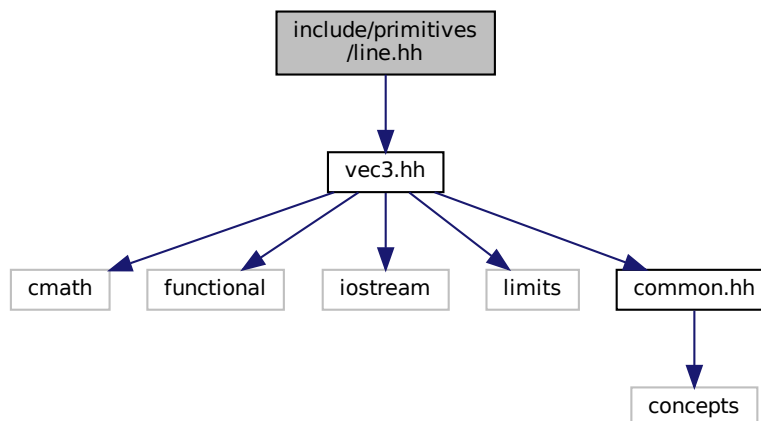 include/primitives
/line.hh
vec3.hh
cmath
functional
iostream
limits
common.hh
concepts